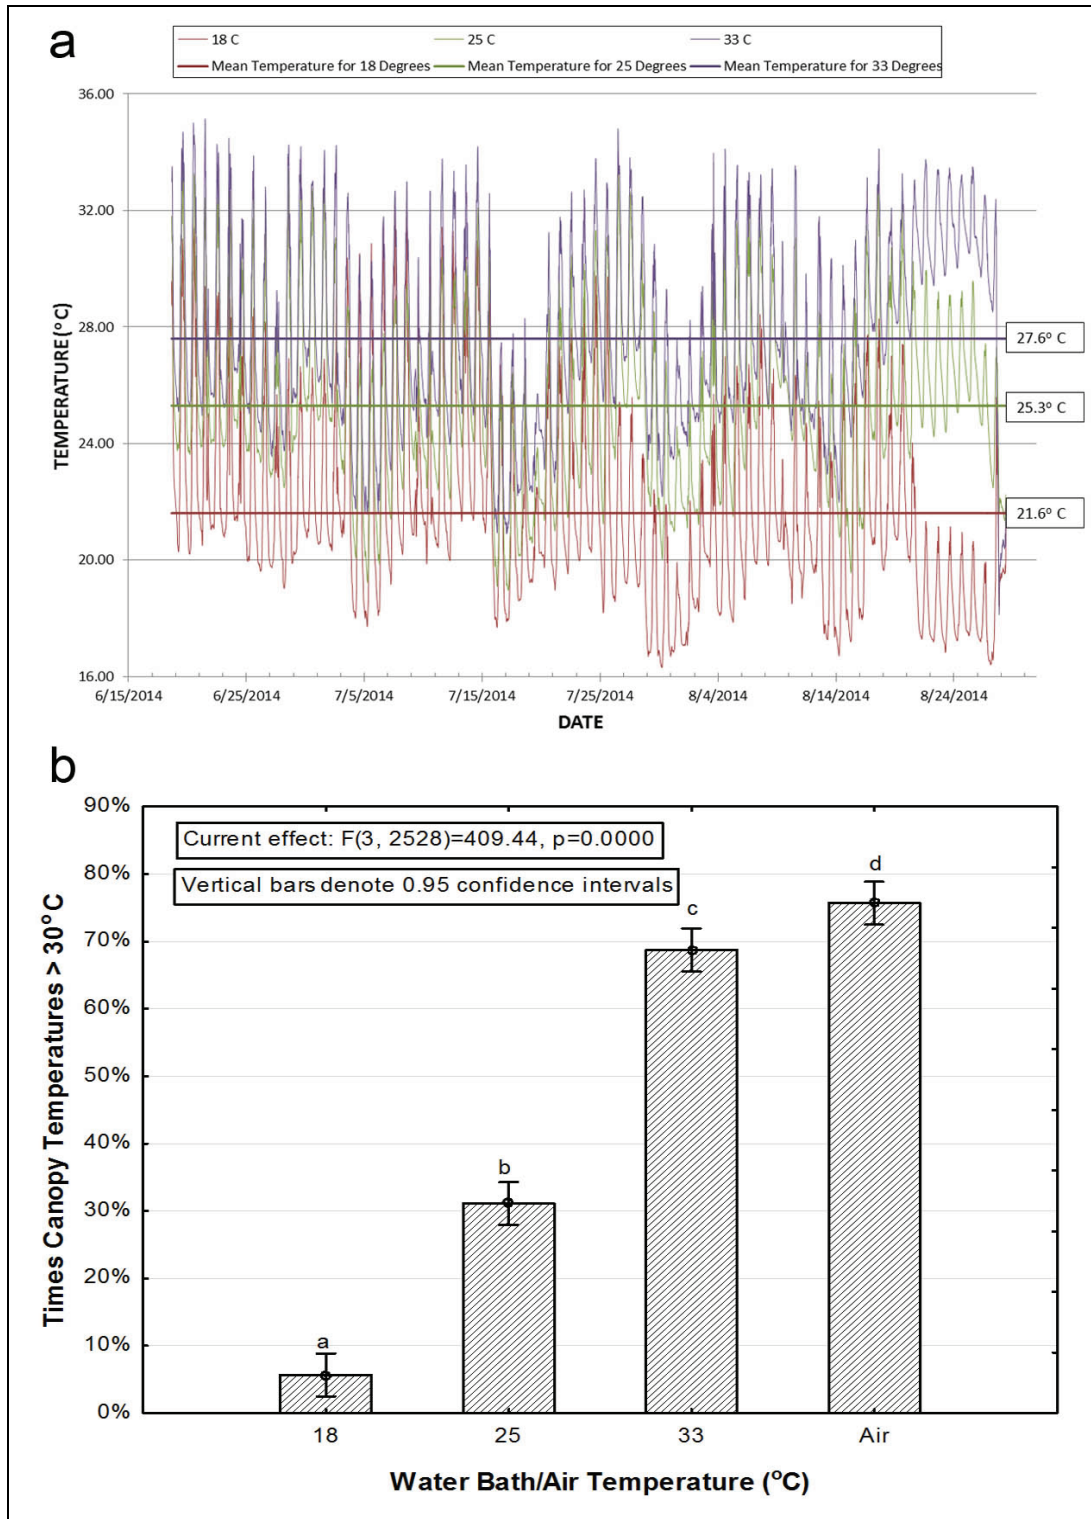 a
18 C 25 C 33 C
Mean Temperature for 18 Degrees Mean Temperature for 25 Degrees Mean Temperature for 33 Degrees
36.00
32.00
28.00
24.00
20.00
16.00
TEMPERATURE(° C)
27.6° C
25.3° C
21.6° C
6/15/2014 6/25/2014 7/5/2014 7/15/2014 7/25/2014 8/4/2014 8/14/2014 8/24/2014
DATE
b
90%
80%
70%
60%
50%
40%
30%
20%
10%
0%
Times Canopy Temperatures > 30°C
Current effect: F(3, 2528)=409.44, p=0.0000
Vertical bars denote 0.95 confidence intervals
a
b
c
d
18 25 33 Air
Water Bath/Air Temperature (°C)